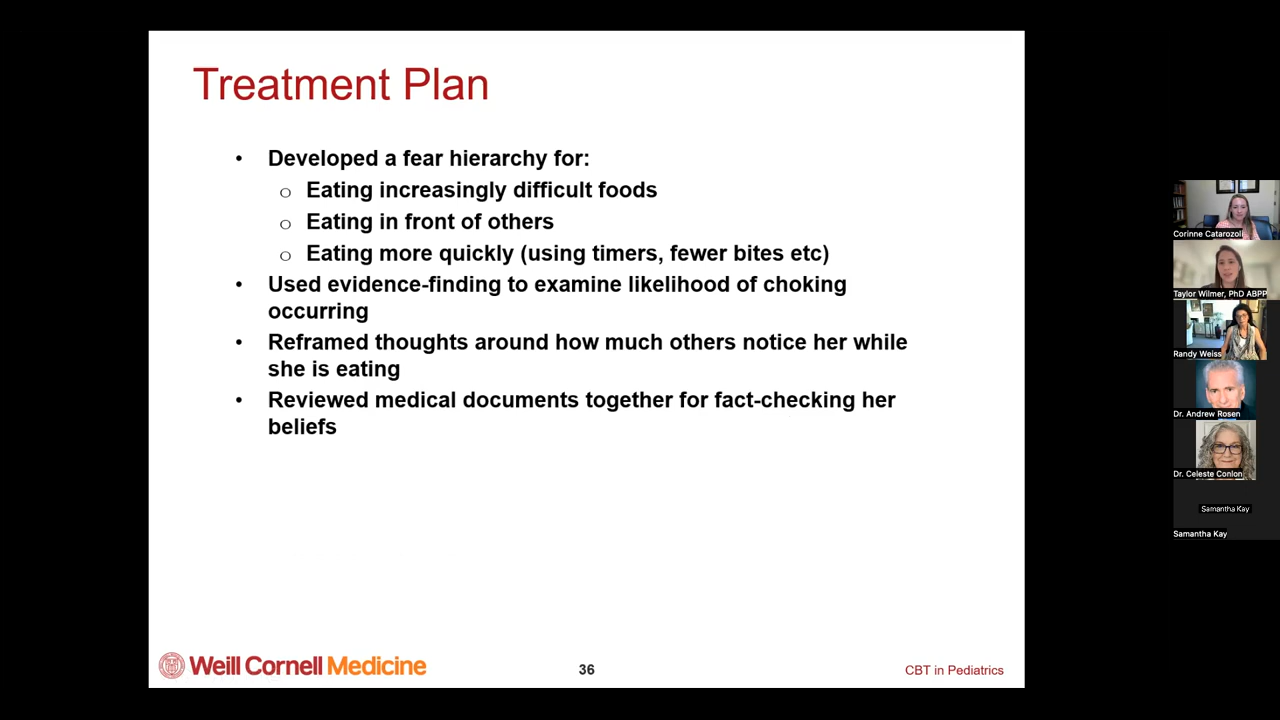 Treatment Plan
• Developed a fear hierarchy for:
o Eating increasingly difficult foods
o Eating in front of others
o Eating more quickly (using timers, fewer bites etc)
• Used evidence-finding to examine likelihood of choking
occurring
• Reframed thoughts around how much others notice her while
she is eating
• Reviewed medical documents together for fact-checking her
beliefs
Weill Cornell Medicine
36
CBT in Pediatrics
Corinne Catarozoli
Taylor Wilmer, PhD ABPP
Randy Weiss
Dr. Andrew Rosen
Dr. Celeste Conlon
Samantha Kay
Samantha Kay